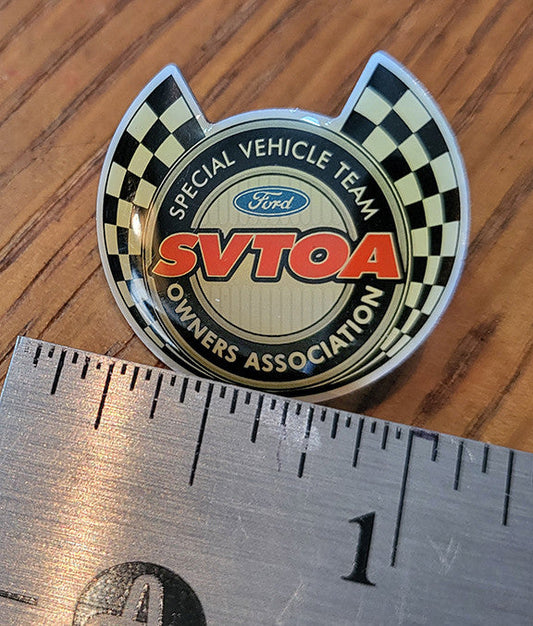 SPECIAL VEHICLE TEAM
Ford
SVTOA
OWNERS ASSOCIATION
1